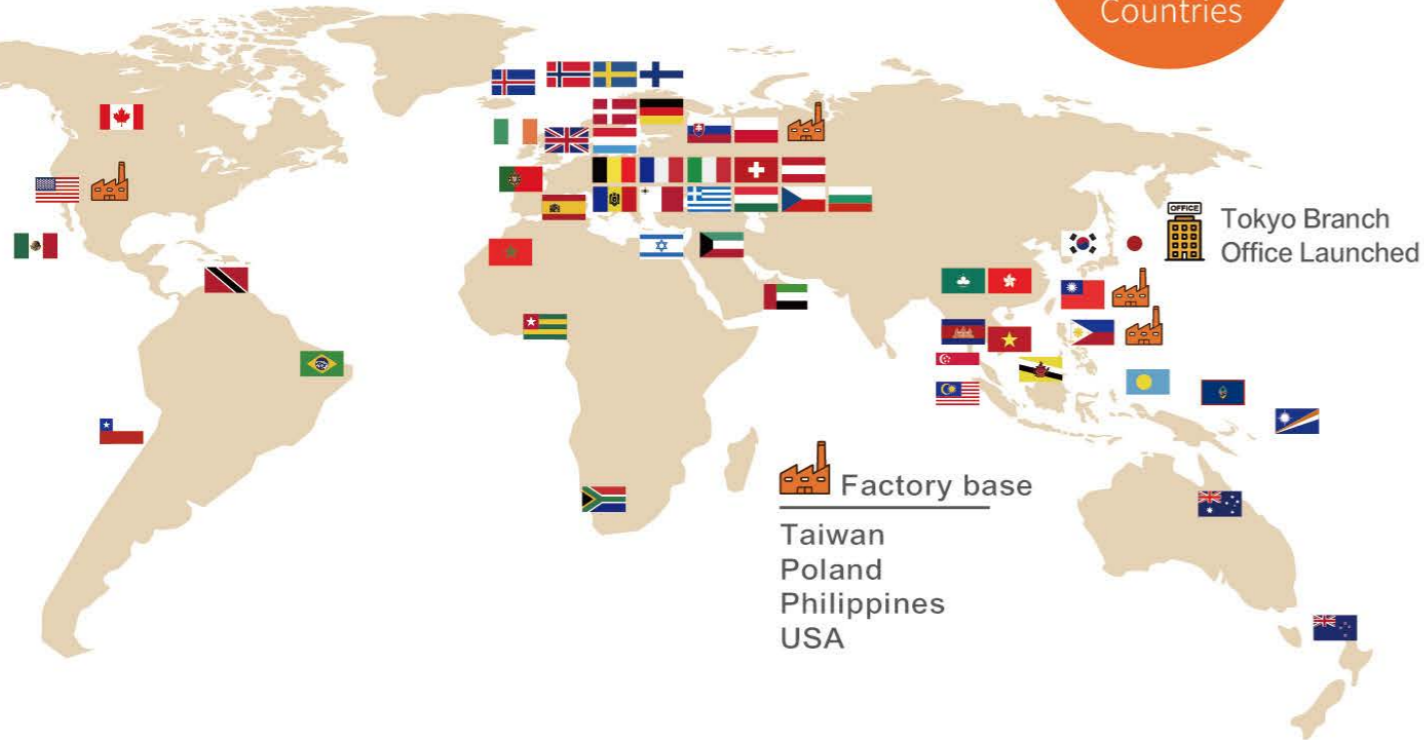 Countries
OFFICE
Tokyo Branch
Office Launched
Factory base
Taiwan
Poland
Philippines
USA